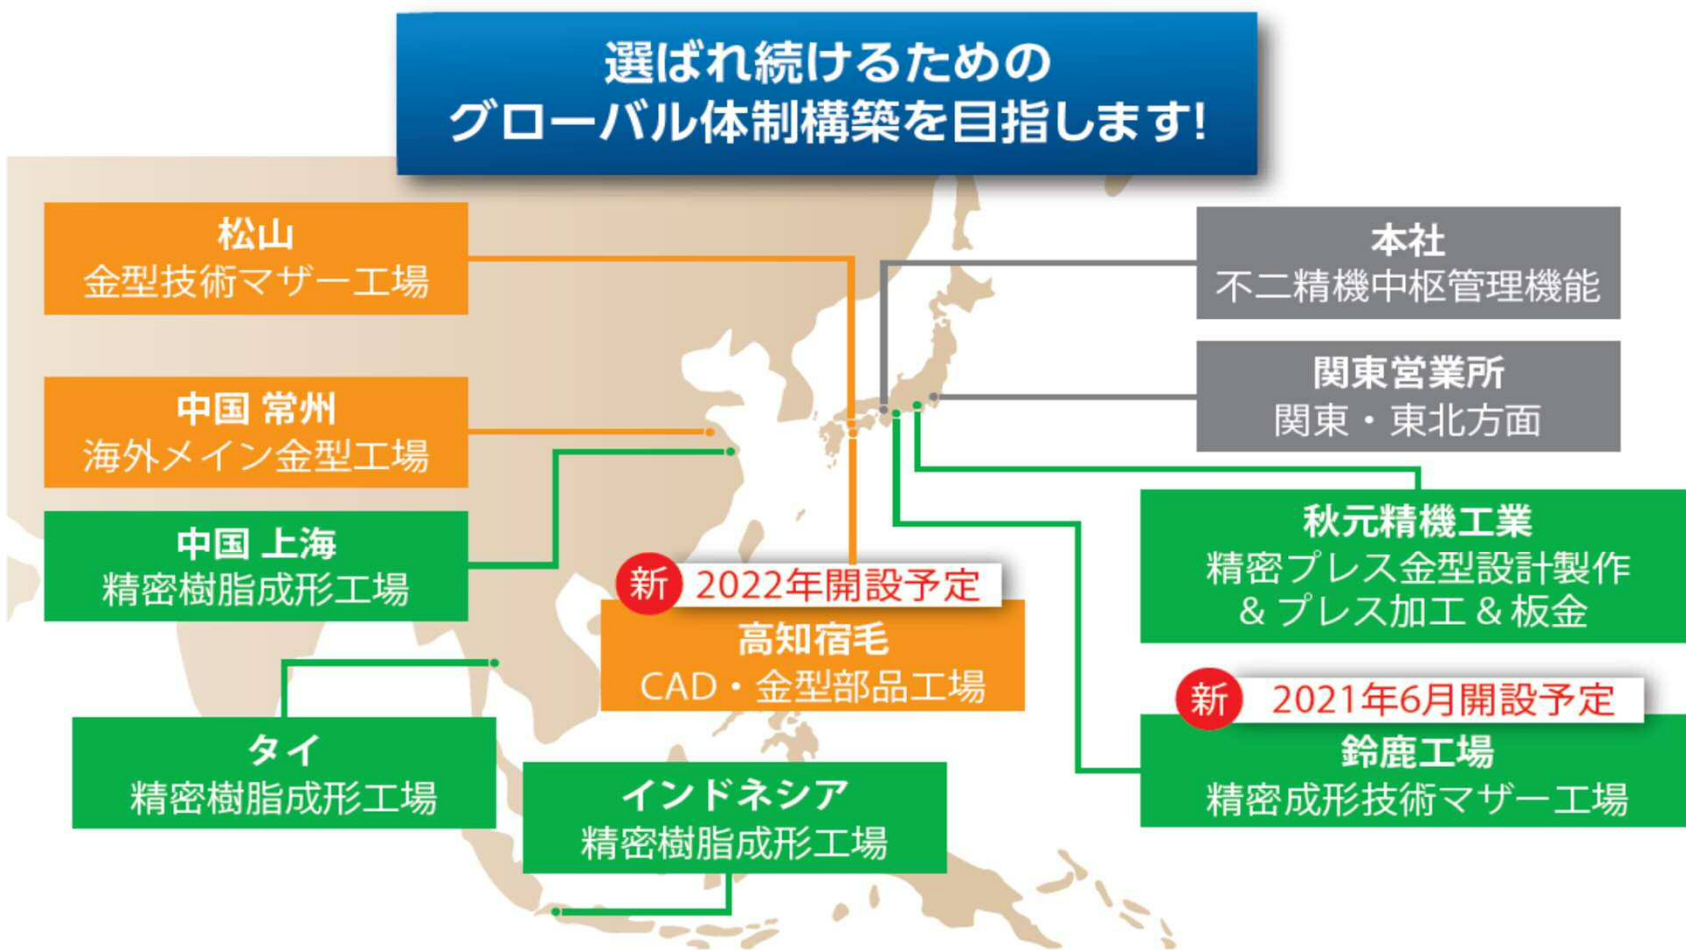 選ばれ続けるための
グローバル体制構築を目指します!
松山
金型技術マザー工場
中国 常州
海外メイン金型工場
中国 上海
精密樹脂成形工場
タイ
精密樹脂成形工場
インドネシア
精密樹脂成形工場
新 2022年開設予定
高知宿毛
CAD・金型部品工場
本社
不二精機中枢管理機能
関東営業所
関東・東北方面
秋元精機工業
精密プレス金型設計製作
&プレス加工&板金
新 2021年6月開設予定
鈴鹿工場
精密成形技術マザー工場